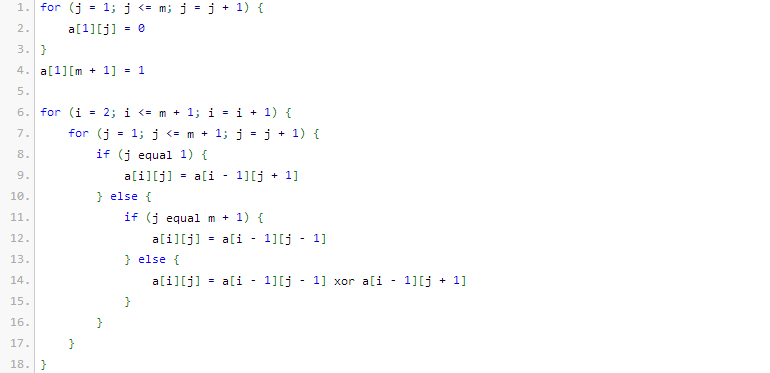 1. for (j = 1; j <= m; j = j + 1) {
2.     a[1][j] = 0
3. }
4. a[1][m + 1] = 1
5.
6. for (i = 2; i <= m + 1; i = i + 1) {
7.     for (j = 1; j <= m + 1; j = j + 1) {
8.         if (j equal 1) {
9.             a[i][j] = a[i - 1][j + 1]
10.         } else {
11.             if (j equal m + 1) {
12.                 a[i][j] = a[i - 1][j - 1]
13.             } else {
14.                 a[i][j] = a[i - 1][j - 1] xor a[i - 1][j + 1]
15.             }
16.         }
17.     }
18. }